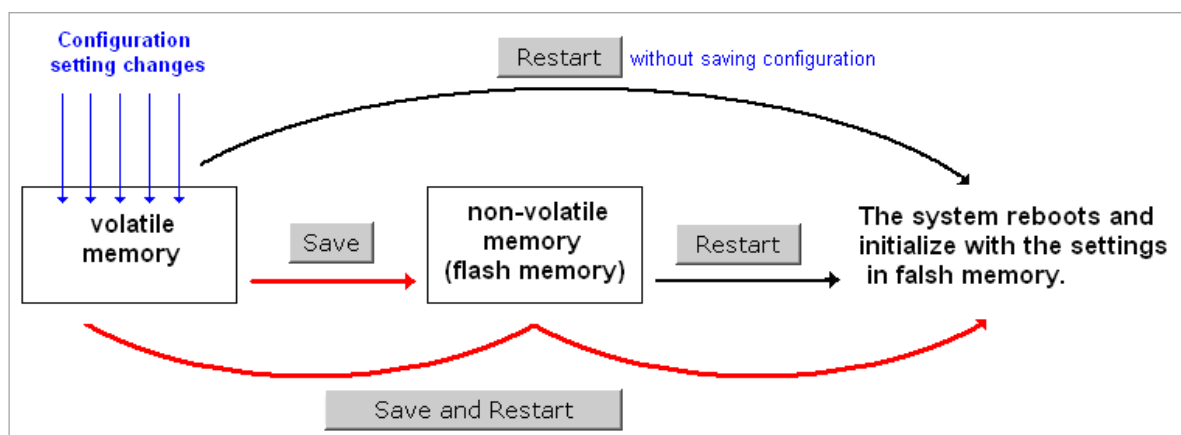 Configuration
setting changes
Restart without saving configuration
volatile
memory
Save
non-volatile
memory
(flash memory)
Restart
The system reboots and
initialize with the settings
in falsh memory.
Save and Restart